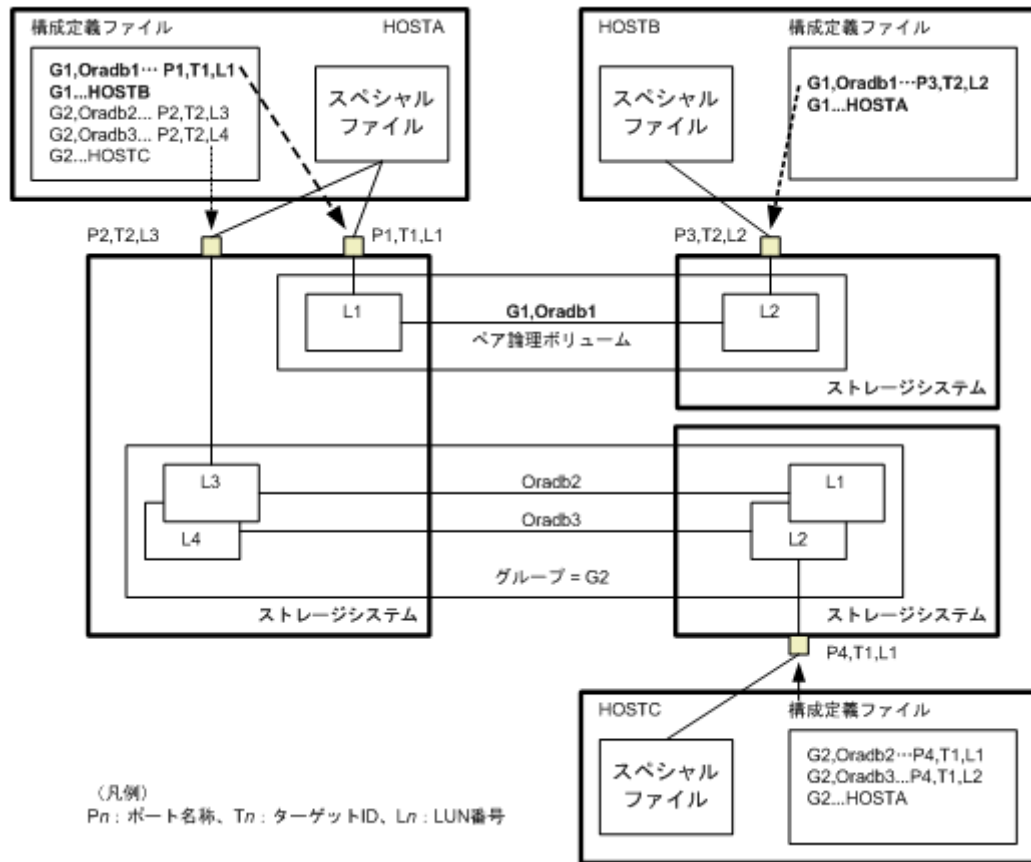 構成定義ファイル
HOSTA
G1,Oradb1… P1,T1,L1
G1...HOSTB
G2,Oradb2... P2,T2,L3
G2,Oradb3... P2,T2,L4
G2...HOSTC
スペシャル
ファイル
HOSTB
構成定義ファイル
スペシャル
ファイル
G1,Oradb1…P3,T2,L2
G1...HOSTA
P2,T2,L3
P1,T1,L1
P3,T2,L2
L1
G1,Oradb1
ペア論理ボリューム
L2
ストレージシステム
L3
L4
Oradb2
Oradb3
L1
L2
グループ = G2
ストレージシステム
ストレージシステム
P4,T1,L1
HOSTC
構成定義ファイル
スペシャル
ファイル
G2,Oradb2…P4,T1,L1
G2,Oradb3...P4,T1,L2
G2...HOSTA
（凡例）
Pn：ポート名称、Tn：ターゲットID、Ln：LUN番号